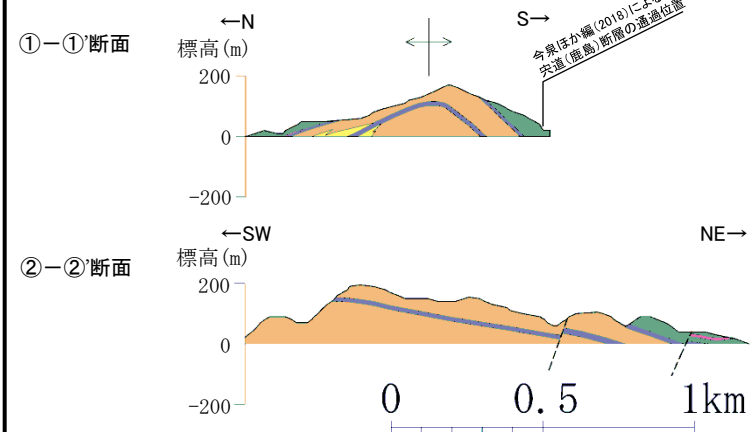 ←N
S→
今泉ほか編(2018)による
宍道(鹿島)断層の通過位置
①-①'断面
標高(m)
200
0
-200
←SW
NE→
②-②'断面
標高(m)
200
0
-200
0
0.5
1km